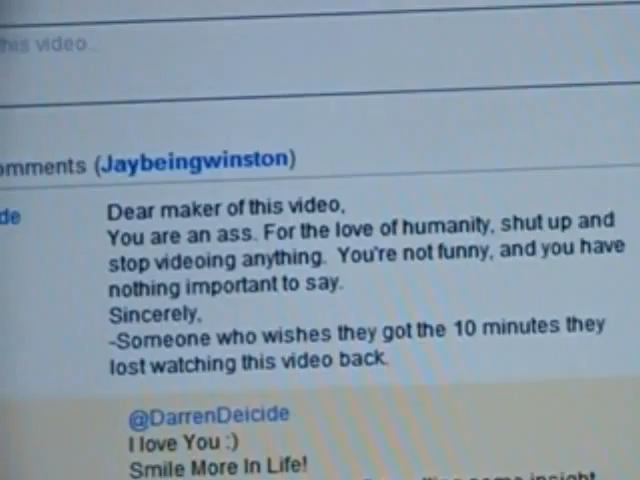 this video..
omments (Jaybeingwinston)
de
Dear maker of this video,
You are an ass. For the love of humanity, shut up and
stop videoing anything. You're not funny, and you have
nothing important to say.
Sincerely,
-Someone who wishes they got the 10 minutes they
lost watching this video back.
@DarrenDeicide
I love You :)
Smile More In Life!
some insight